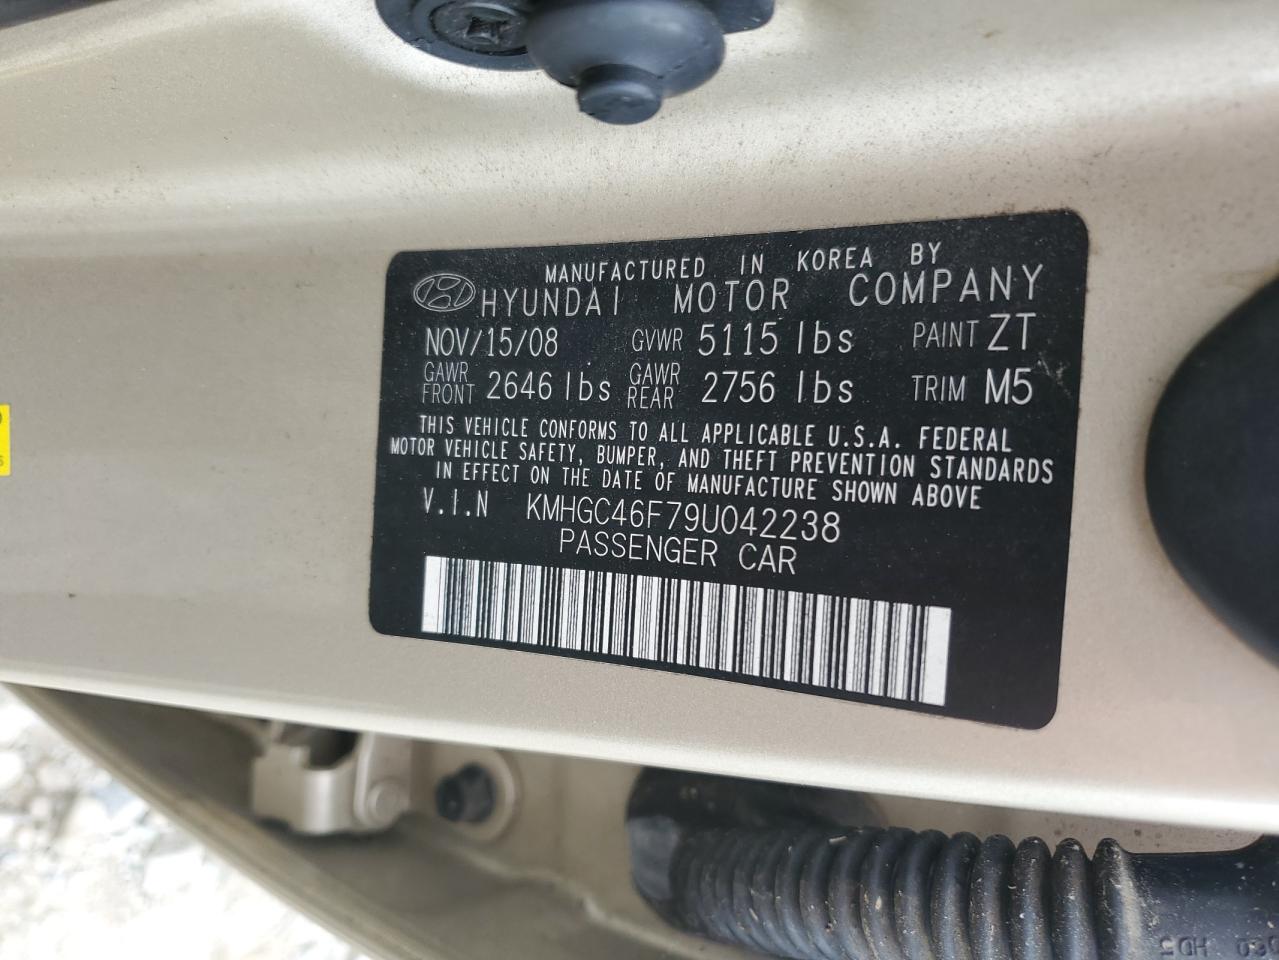 MANUFACTURED IN KOREA BY
HYUNDAI MOTOR COMPANY
NOV/15/08 GVWR 5115 lbs PAINT ZT
GAWR FRONT 2646 lbs GAWR REAR 2756 lbs TRIM M5
THIS VEHICLE CONFORMS TO ALL APPLICABLE U.S.A. FEDERAL
MOTOR VEHICLE SAFETY, BUMPER, AND THEFT PREVENTION STANDARDS
IN EFFECT ON THE DATE OF MANUFACTURE SHOWN ABOVE
V.I.N KMHGC46F79U042238
PASSENGER CAR